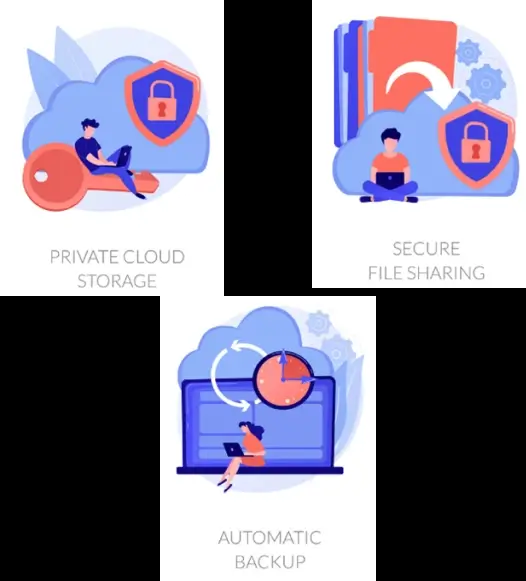 PRIVATE CLOUD
STORAGE
SECURE
FILE SHARING
AUTOMATIC
BACKUP